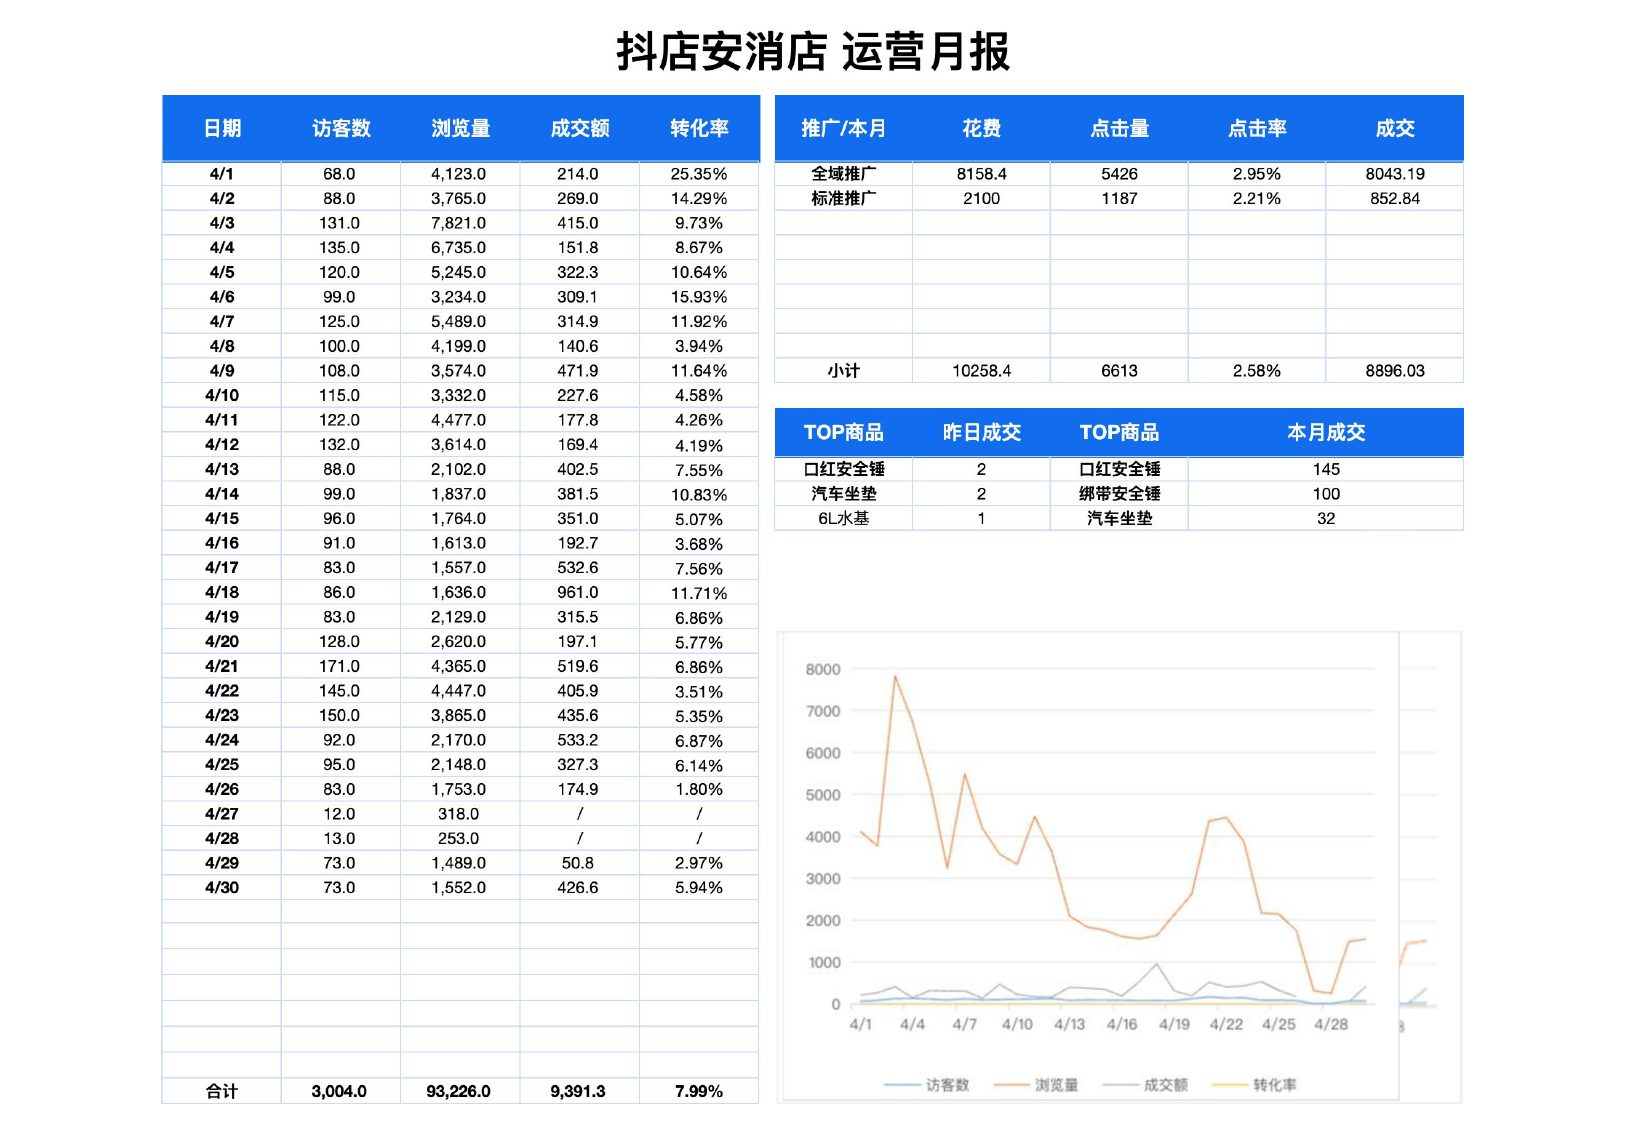 抖店安消店 运营月报
日期 访客数 浏览量 成交额 转化率
4/1 68.0 4,123.0 214.0 25.35%
4/2 88.0 3,765.0 269.0 14.29%
4/3 131.0 7,821.0 415.0 9.73%
4/4 135.0 6,735.0 151.8 8.67%
4/5 120.0 5,245.0 322.3 10.64%
4/6 99.0 3,234.0 309.1 15.93%
4/7 125.0 5,489.0 314.9 11.92%
4/8 100.0 4,199.0 140.6 3.94%
4/9 108.0 3,574.0 471.9 11.64%
4/10 115.0 3,332.0 227.6 4.58%
4/11 122.0 4,477.0 177.8 4.26%
4/12 132.0 3,614.0 169.4 4.19%
4/13 88.0 2,102.0 402.5 7.55%
4/14 99.0 1,837.0 381.5 10.83%
4/15 96.0 1,764.0 351.0 5.07%
4/16 91.0 1,613.0 192.7 3.68%
4/17 83.0 1,557.0 532.6 7.56%
4/18 86.0 1,636.0 961.0 11.71%
4/19 83.0 2,129.0 315.5 6.86%
4/20 128.0 2,620.0 197.1 5.77%
4/21 171.0 4,365.0 519.6 6.86%
4/22 145.0 4,447.0 405.9 3.51%
4/23 150.0 3,865.0 435.6 5.35%
4/24 92.0 2,170.0 533.2 6.87%
4/25 95.0 2,148.0 327.3 6.14%
4/26 83.0 1,753.0 174.9 1.80%
4/27 12.0 318.0 / /
4/28 13.0 253.0 / /
4/29 73.0 1,489.0 50.8 2.97%
4/30 73.0 1,552.0 426.6 5.94%
合计 3,004.0 93,226.0 9,391.3 7.99%
推广/本月 花费 点击量 点击率 成交
全域推广 8158.4 5426 2.95% 8043.19
标准推广 2100 1187 2.21% 852.84
小计 10258.4 6613 2.58% 8896.03
TOP商品 昨日成交 TOP商品 本月成交
口红安全锤 2 口红安全锤 145
汽车坐垫 2 绑带安全锤 100
6L水基 1 汽车坐垫 32
8000
7000
6000
5000
4000
3000
2000
1000
0
4/1 4/4 4/7 4/10 4/13 4/16 4/19 4/22 4/25 4/28
访客数 浏览量 成交额 转化率